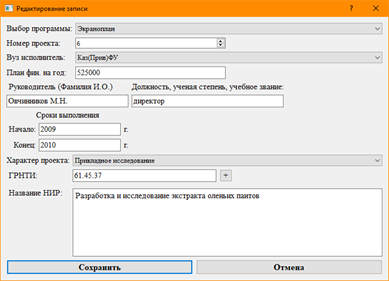 Редактирование записи
Выбор программы: Экраноплан
Номер проекта: 6
Вуз исполнитель: Каз(Прив)ФУ
План фин. на год: 525000
Руководитель (Фамилия И.О.) Должность, ученая степень, учебное звание:
Овчинников М.Н. директор
Сроки выполнения
Начало: 2009 г.
Конец: 2010 г.
Характер проекта: Прикладное исследование
ГРНТИ: 61.45.37 +
Название НИР: Разработка и исследование экстракта оленьих пантов
Сохранить Отмена